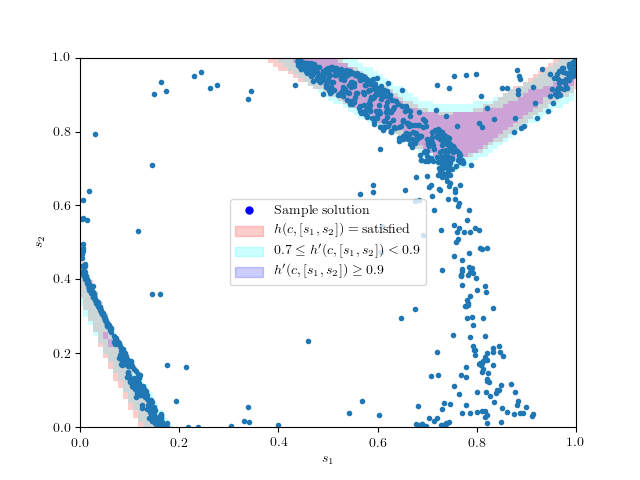 1.0
0.8
0.6
0.4
0.2
0.0
s₂
Sample solution
h(c,[s₁,s₂]) = satisfied
0.7 ≤ h′(c,[s₁,s₂]) < 0.9
h′(c,[s₁,s₂]) ≥ 0.9
0.0 0.2 0.4 0.6 0.8 1.0
s₁